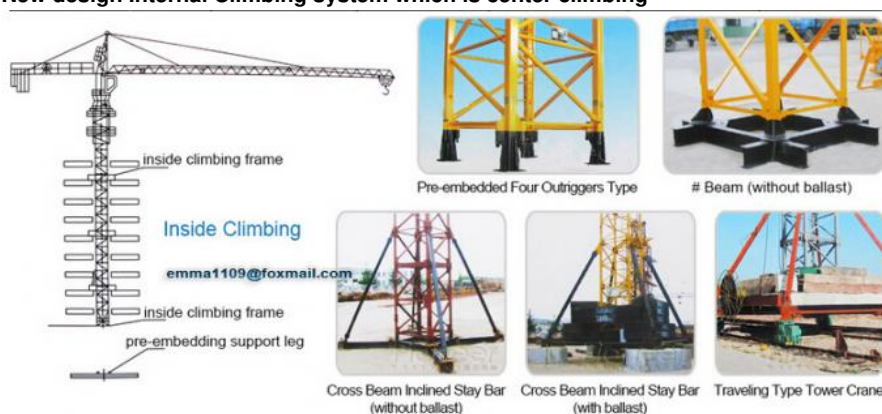 New design Internal Climbing system which is center climbing
inside climbing frame
Inside Climbing
emma1109@foxmail.com
inside climbing frame
pre-embedding support leg
Pre-embedded Four Outriggers Type
# Beam (without ballast)
Cross Beam Inclined Stay Bar
(without ballast)
Cross Beam Inclined Stay Bar
(with ballast)
Traveling Type Tower Crane